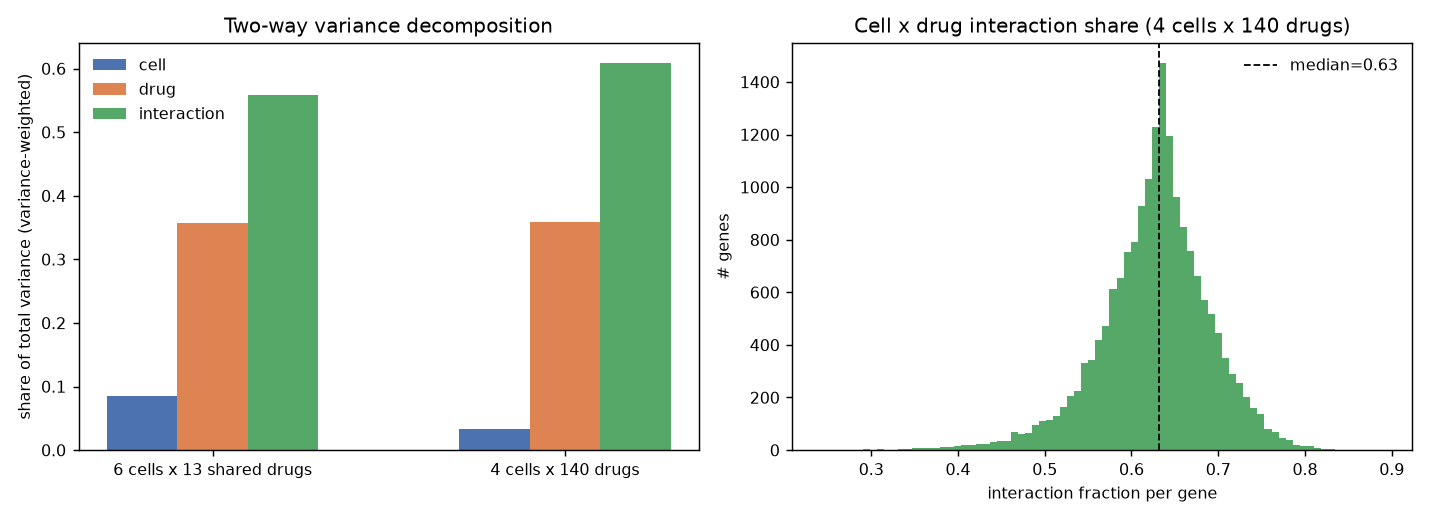 Two-way variance decomposition
share of total variance (variance-weighted)
0.6
0.5
0.4
0.3
0.2
0.1
0.0
cell
drug
interaction
6 cells x 13 shared drugs
4 cells x 140 drugs
Cell x drug interaction share (4 cells x 140 drugs)
# genes
1400
1200
1000
800
600
400
200
0
median=0.63
0.3 0.4 0.5 0.6 0.7 0.8 0.9
interaction fraction per gene